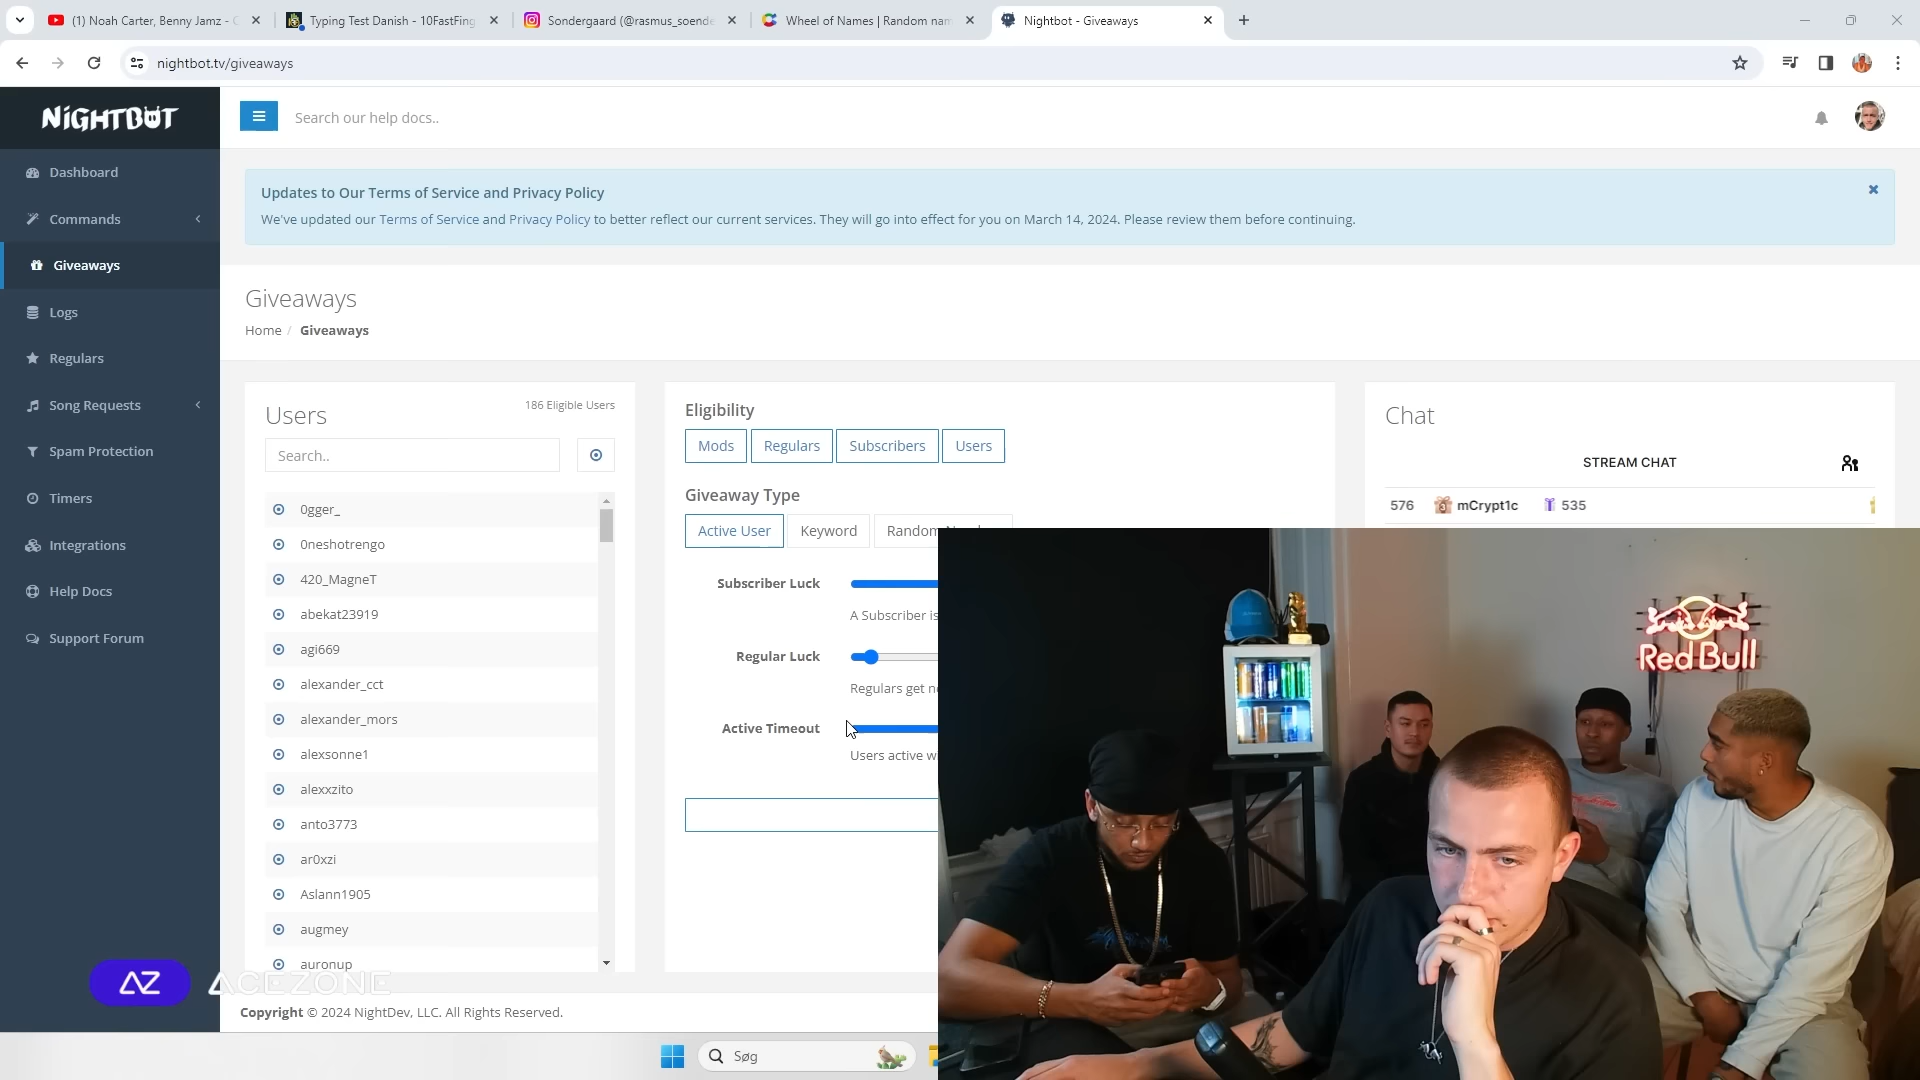 (1) Noah Carter, Benny Jamz -
Typing Test Danish - 10FastFing
Sondergaard (@rasmus_soende
Wheel of Names | Random nam
Nightbot - Giveaways
nightbot.tv/giveaways
NIGHTBOT
Search our help docs..
Dashboard
Commands
Giveaways
Logs
Regulars
Song Requests
Spam Protection
Timers
Integrations
Help Docs
Support Forum
Updates to Our Terms of Service and Privacy Policy
We've updated our Terms of Service and Privacy Policy to better reflect our current services. They will go into effect for you on March 14, 2024. Please review them before continuing.
Giveaways
Home / Giveaways
Users
186 Eligible Users
Search..
0gger_
0neshotrengo
420_MagneT
abekat23919
agi669
alexander_cct
alexander_mors
alexsonne1
alexxzito
anto3773
ar0xzi
Aslann1905
augmey
auronup
Eligibility
Mods Regulars Subscribers Users
Giveaway Type
Active User Keyword Random
Subscriber Luck
A Subscriber is
Regular Luck
Regulars get
Active Timeout
Users active
Chat
STREAM CHAT
576 mCrypt1c 535
Red Bull
AZ ACEZONE
Copyright © 2024 NightDev, LLC. All Rights Reserved.
Søg